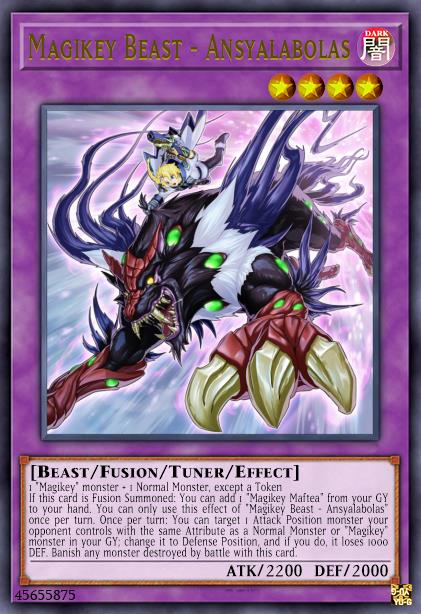 Magikey Beast - Ansyalabolas
DARK
闇
[Beast/Fusion/Tuner/Effect]
1 "Magikey" monster + 1 Normal Monster, except a Token
If this card is Fusion Summoned: You can add 1 "Magikey Maftea" from your GY
to your hand. You can only use this effect of "Magikey Beast - Ansyalabolas"
once per turn. Once per turn: You can target 1 Attack Position monster your
opponent controls with the same Attribute as a Normal Monster or "Magikey"
monster in your GY; change it to Defense Position, and if you do, it loses 1000
DEF. Banish any monster destroyed by battle with this card.
ATK/2200 DEF/2000
45655875